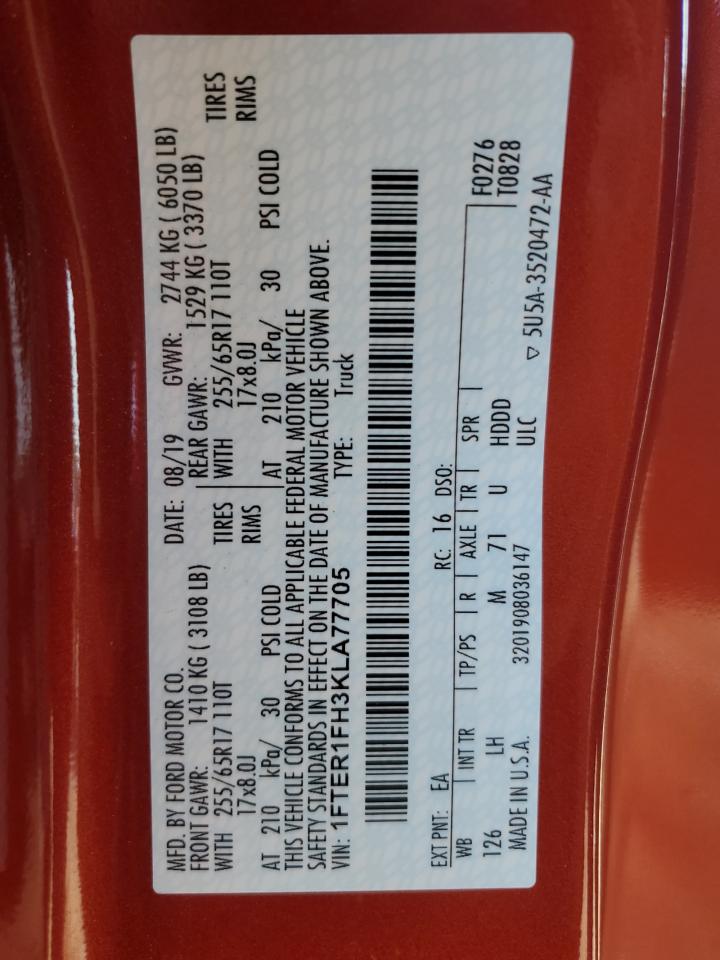 MFD. BY FORD MOTOR CO. DATE: 08/19 GVWR: 2744 KG ( 6050 LB)
FRONT GAWR: 1410 KG ( 3108 LB) REAR GAWR: 1529 KG ( 3370 LB)
WITH 255/65R17 110T TIRES WITH 255/65R17 110T TIRES
17x8.0J RIMS 17x8.0J RIMS
AT 210 kPa/ 30 PSI COLD AT 210 kPa/ 30 PSI COLD
THIS VEHICLE CONFORMS TO ALL APPLICABLE FEDERAL MOTOR VEHICLE
SAFETY STANDARDS IN EFFECT ON THE DATE OF MANUFACTURE SHOWN ABOVE.
VIN: 1FTER1FH3KLA77705 TYPE: Truck
EXT PNT: EA RC: 16 DSO: F0276
WB INT TR TP/PS R AXLE TR SPR T0828
126 LH M 71 U HDDD
MADE IN U.S.A. 3201908036147 ULC ▽ 5U5A-3520472-AA